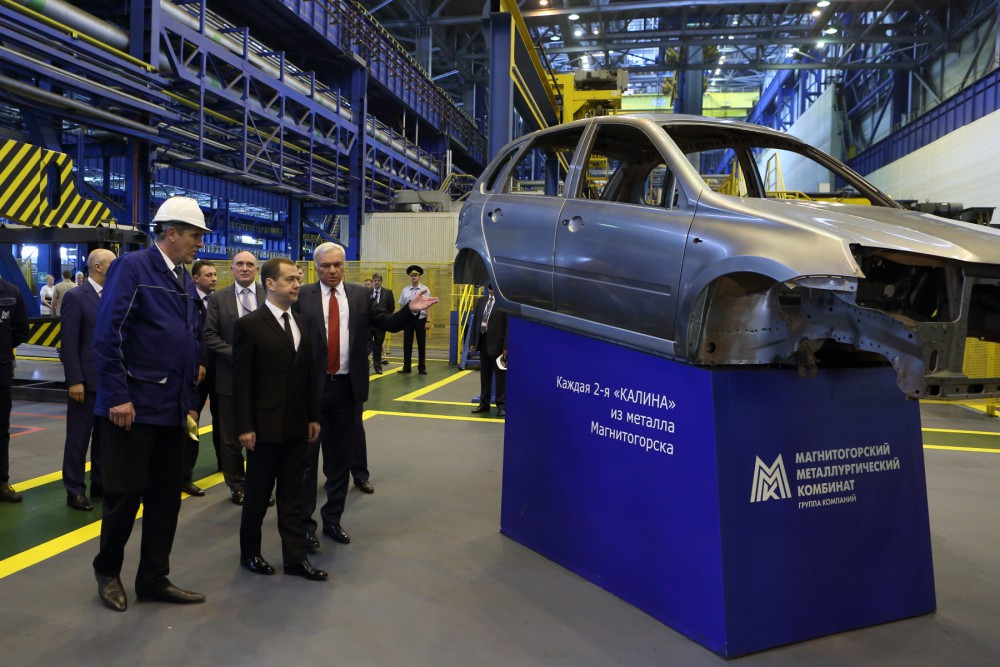 Каждая 2-я «КАЛИНА»
из металла
Магнитогорска
МАГНИТОГОРСКИЙ
МЕТАЛЛУРГИЧЕСКИЙ
КОМБИНАТ
ГРУППА КОМПАНИЙ